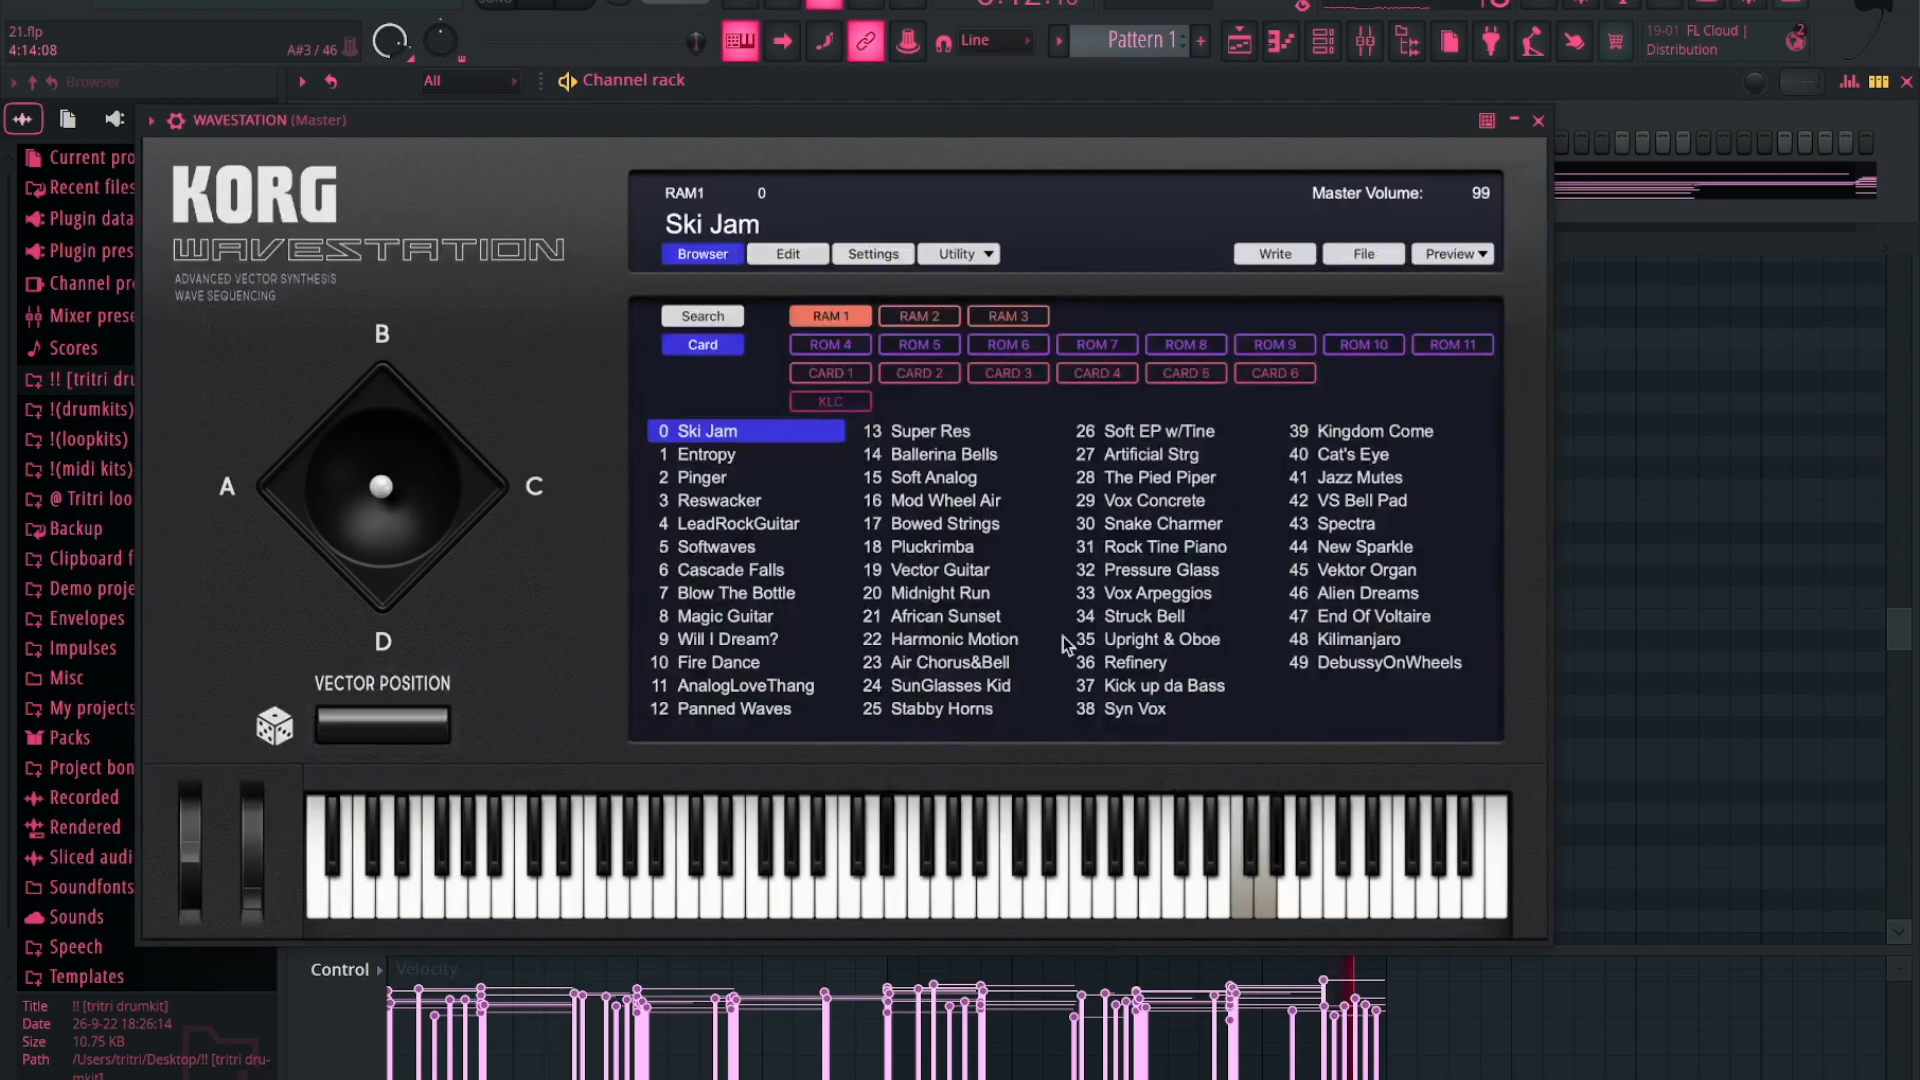 21.flp
4:14:08
A#3 / 46
Line
Pattern 1
19-01 FL Cloud |
Distribution
2
Browser
All
Channel rack
WAVESTATION (Master)
KORG
WAVESTATION
ADVANCED VECTOR SYNTHESIS
WAVE SEQUENCING
RAM1 0
Master Volume: 99
Ski Jam
Browser Edit Settings Utility
Write File Preview
Search RAM 1 RAM 2 RAM 3
Card ROM 4 ROM 5 ROM 6 ROM 7 ROM 8 ROM 9 ROM 10 ROM 11
CARD 1 CARD 2 CARD 3 CARD 4 CARD 5 CARD 6
KLC
0 Ski Jam
1 Entropy
2 Pinger
3 Reswacker
4 LeadRockGuitar
5 Softwaves
6 Cascade Falls
7 Blow The Bottle
8 Magic Guitar
9 Will I Dream?
10 Fire Dance
11 AnalogLoveThang
12 Panned Waves
13 Super Res
14 Ballerina Bells
15 Soft Analog
16 Mod Wheel Air
17 Bowed Strings
18 Pluckrimba
19 Vector Guitar
20 Midnight Run
21 African Sunset
22 Harmonic Motion
23 Air Chorus&Bell
24 SunGlasses Kid
25 Stabby Horns
26 Soft EP w/Tine
27 Artificial Strg
28 The Pied Piper
29 Vox Concrete
30 Snake Charmer
31 Rock Tine Piano
32 Pressure Glass
33 Vox Arpeggios
34 Struck Bell
35 Upright & Oboe
36 Refinery
37 Kick up da Bass
38 Syn Vox
39 Kingdom Come
40 Cat's Eye
41 Jazz Mutes
42 VS Bell Pad
43 Spectra
44 New Sparkle
45 Vektor Organ
46 Alien Dreams
47 End Of Voltaire
48 Kilimanjaro
49 DebussyOnWheels
B
A
C
D
VECTOR POSITION
Current pro
Recent files
Plugin data
Plugin pres
Channel pr
Mixer prese
Scores
!! [tritri dru
!(drumkits)
!(loopkits)
!(midi kits)
@ Tritri loo
Backup
Clipboard f
Demo proje
Envelopes
Impulses
Misc
My projects
Packs
Project bon
Recorded
Rendered
Sliced audi
Soundfonts
Sounds
Speech
Templates
Title !! [tritri drumkit]
Date 26-9-22 18:26:14
Size 10.75 KB
Path /Users/tritri/Desktop/!! [tritri dru-
mkit]
Control Velocity